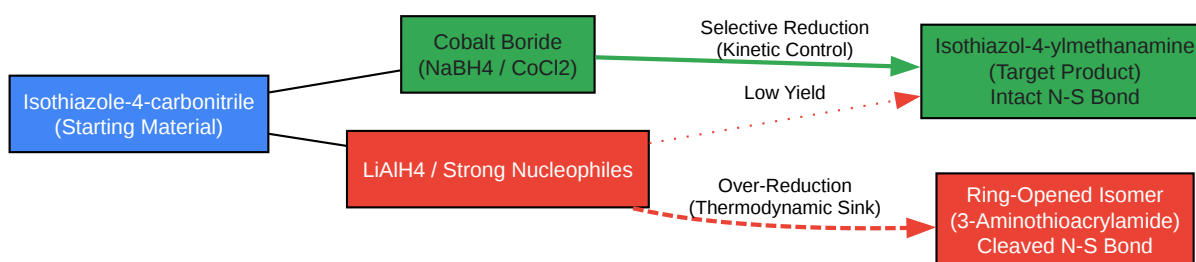 Isothiazole-4-carbonitrile
(Starting Material)
Cobalt Boride
(NaBH4 / CoCl2)
LiAlH4 / Strong Nucleophiles
Selective Reduction
(Kinetic Control)
Low Yield
Over-Reduction
(Thermodynamic Sink)
Isothiazol-4-ylmethanamine
(Target Product)
Intact N-S Bond
Ring-Opened Isomer
(3-Aminothioacrylamide)
Cleaved N-S Bond